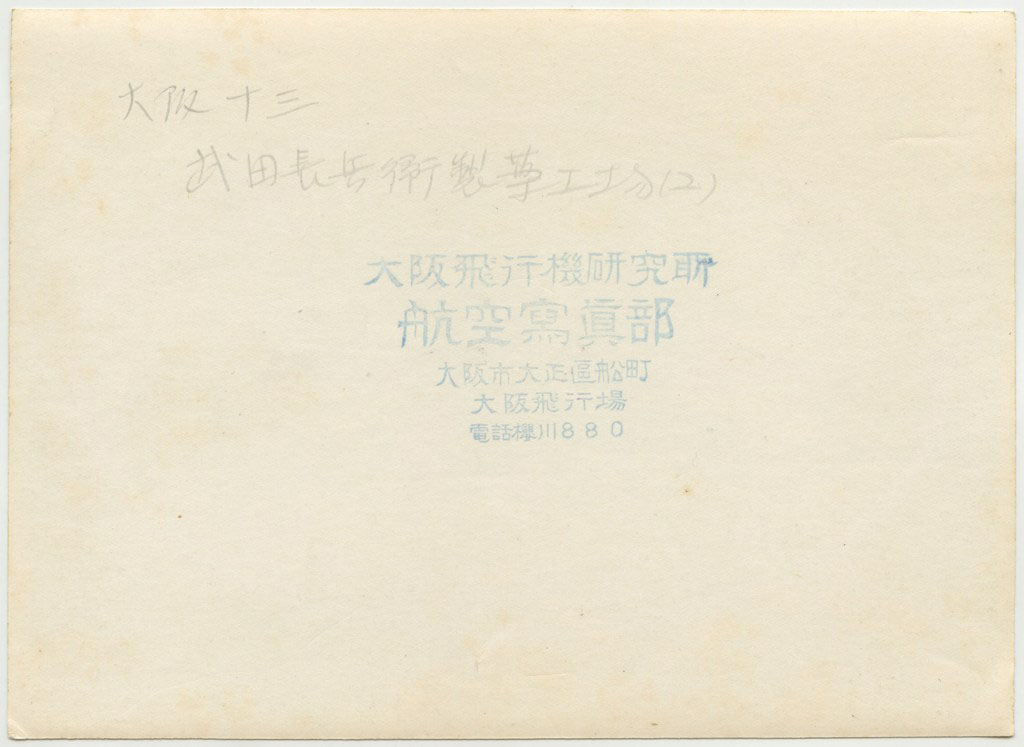 大阪十三
武田長兵衛製薬工場(2)
大阪飛行機研究所
航空寫眞部
大阪市大正區船町
大阪飛行場
電話櫻川880